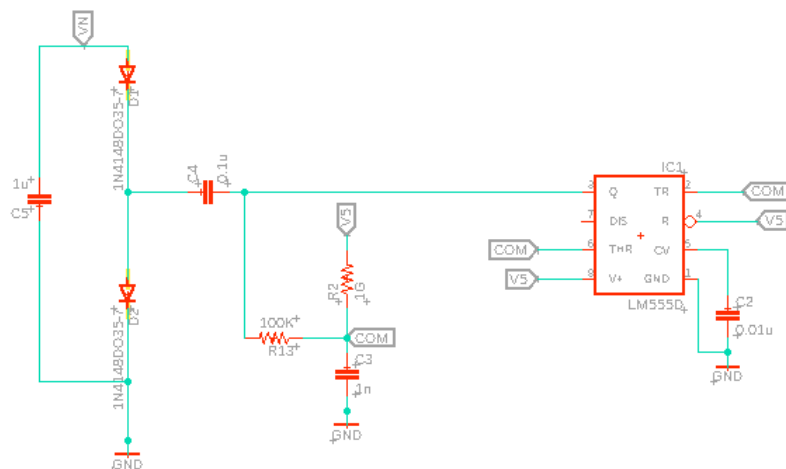 VN
D1
1N4148DO35-7
1u
C5
C4
0.1u
D2
1N4148DO35-7
GND
V5
R2
1G
100K
R13
COM
C3
1n
GND
IC1
3
Q
TR
2
COM
7
DIS
R
4
V5
COM
6
THR
CV
5
V5
8
V+
GND
1
LM555D
C2
0.01u
GND